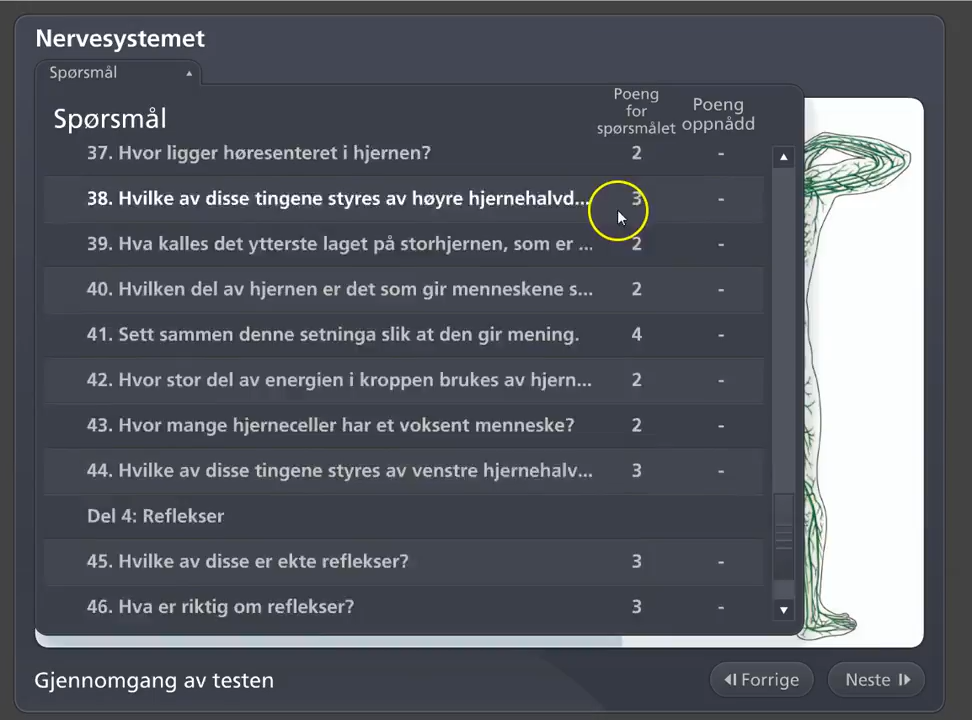 Nervesystemet
Spørsmål
Spørsmål
Poeng
for
spørsmålet
Poeng
oppnådd
37. Hvor ligger høresenteret i hjernen? 2 -
38. Hvilke av disse tingene styres av høyre hjernehalvd... 3 -
39. Hva kalles det ytterste laget på storhjernen, som er ... 2 -
40. Hvilken del av hjernen er det som gir menneskene s... 2 -
41. Sett sammen denne setninga slik at den gir mening. 4 -
42. Hvor stor del av energien i kroppen brukes av hjern... 2 -
43. Hvor mange hjerneceller har et voksent menneske? 2 -
44. Hvilke av disse tingene styres av venstre hjernehalv... 3 -
Del 4: Reflekser
45. Hvilke av disse er ekte reflekser? 3 -
46. Hva er riktig om reflekser? 3 -
Gjennomgang av testen
Forrige
Neste